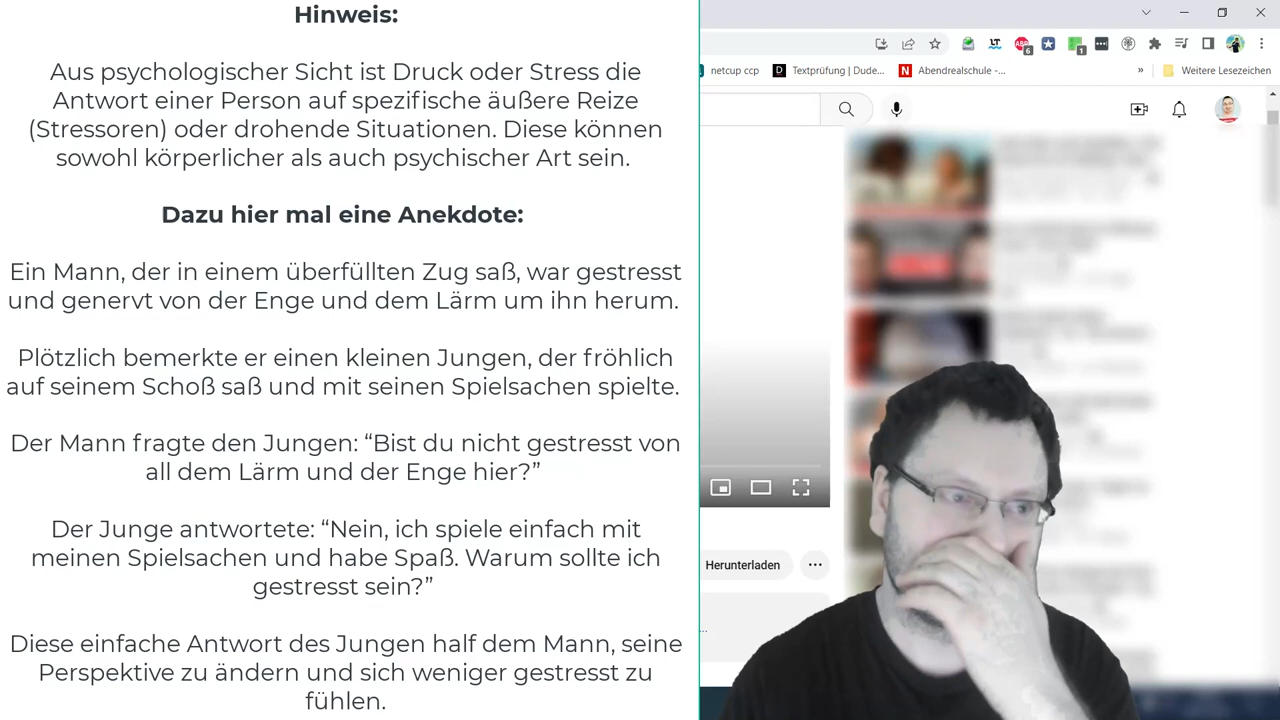 Hinweis:
Aus psychologischer Sicht ist Druck oder Stress die
Antwort einer Person auf spezifische äußere Reize
(Stressoren) oder drohende Situationen. Diese können
sowohl körperlicher als auch psychischer Art sein.
Dazu hier mal eine Anekdote:
Ein Mann, der in einem überfüllten Zug saß, war gestresst
und genervt von der Enge und dem Lärm um ihn herum.
Plötzlich bemerkte er einen kleinen Jungen, der fröhlich
auf seinem Schoß saß und mit seinen Spielsachen spielte.
Der Mann fragte den Jungen: “Bist du nicht gestresst von
all dem Lärm und der Enge hier?”
Der Junge antwortete: “Nein, ich spiele einfach mit
meinen Spielsachen und habe Spaß. Warum sollte ich
gestresst sein?”
Diese einfache Antwort des Jungen half dem Mann, seine
Perspektive zu ändern und sich weniger gestresst zu
fühlen.
LT
ABP
6
1
netcup ccp
D Textprüfung | Dude...
N Abendrealschule -...
»
Weitere Lesezeichen
Herunterladen
...